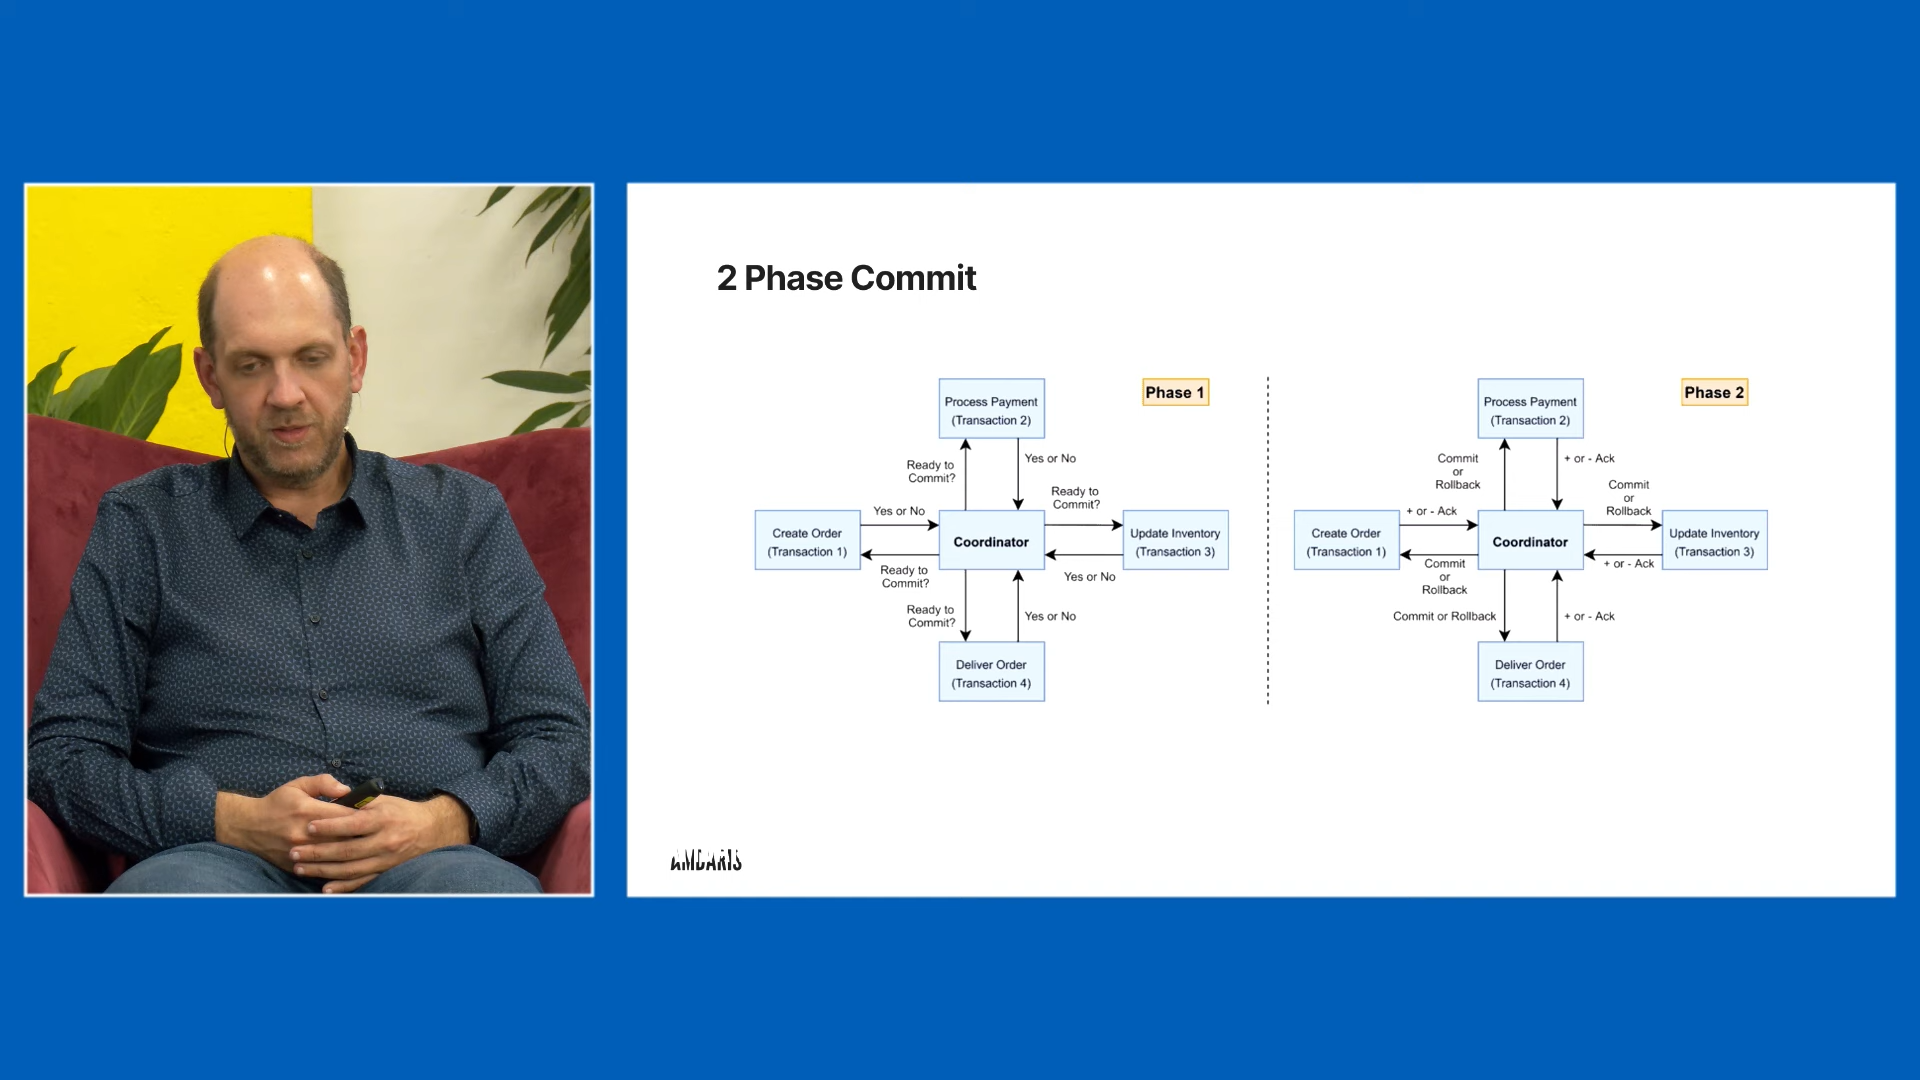 2 Phase Commit
Phase 1
Process Payment
(Transaction 2)
Ready to
Commit?
Yes or No
Ready to
Commit?
Yes or No
Create Order
(Transaction 1)
Coordinator
Update Inventory
(Transaction 3)
Ready to
Commit?
Yes or No
Ready to
Commit?
Yes or No
Deliver Order
(Transaction 4)
Phase 2
Process Payment
(Transaction 2)
Commit
or
Rollback
+ or - Ack
Commit
or
Rollback
+ or - Ack
Create Order
(Transaction 1)
Coordinator
Update Inventory
(Transaction 3)
Commit
or
Rollback
+ or - Ack
Commit or Rollback
+ or - Ack
Deliver Order
(Transaction 4)
ANDARIS